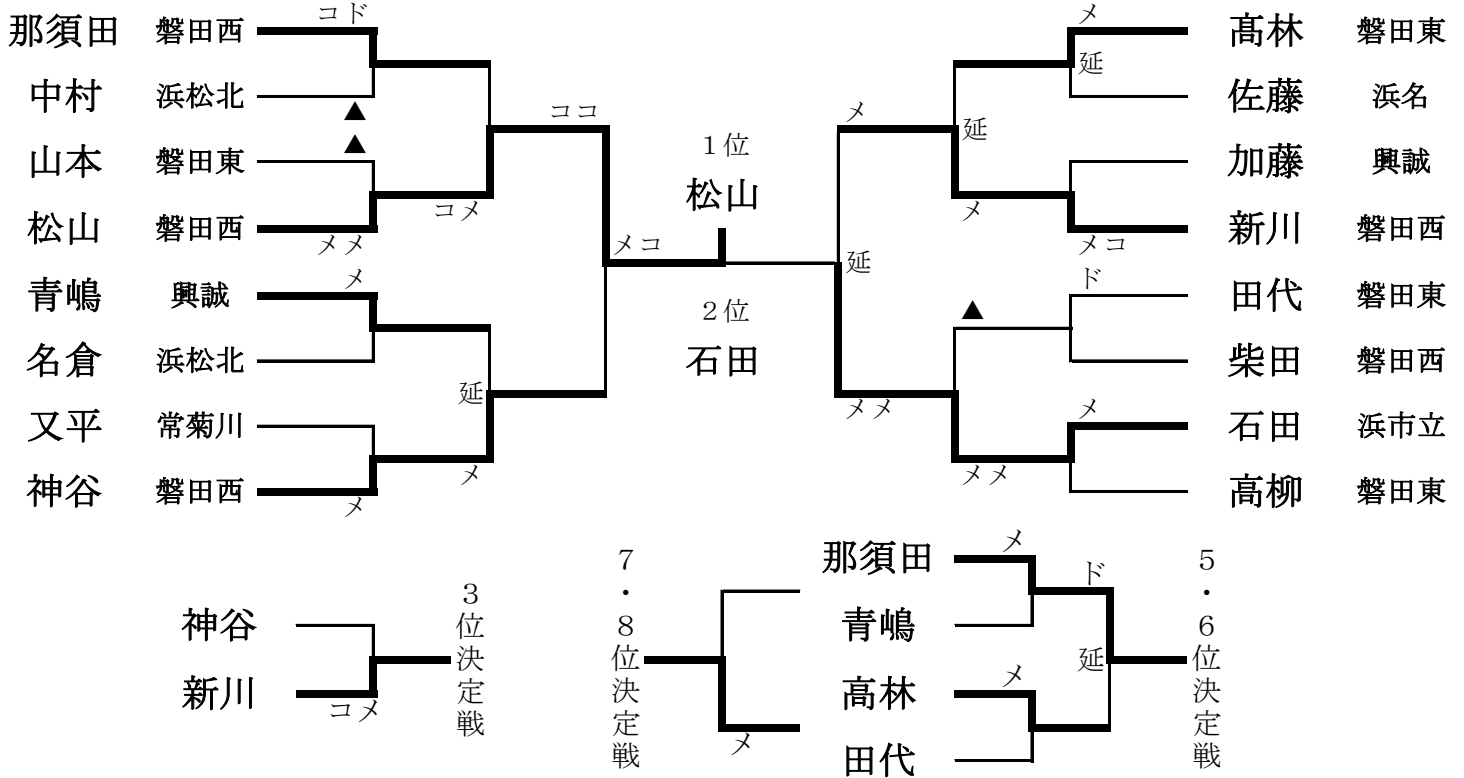 コド
那須田 磐田西
中村 浜松北
▲
▲
山本 磐田東
コメ
松山 磐田西
メメ
ココ
メ
青嶋 興誠
名倉 浜松北
延
又平 常菊川
メ
神谷 磐田西
メ
メコ
1位
松山
2位
石田
メ
髙林 磐田東
延
佐藤 浜名
メ
延
加藤 興誠
メ
新川 磐田西
メコ
延
ド
田代 磐田東
▲
柴田 磐田西
メメ
メ
石田 浜市立
メメ
高柳 磐田東
神谷
新川
コメ
3位決定戦
7・8位決定戦
メ
那須田
メ
青嶋
ド
延
高林
メ
田代
5・6位決定戦